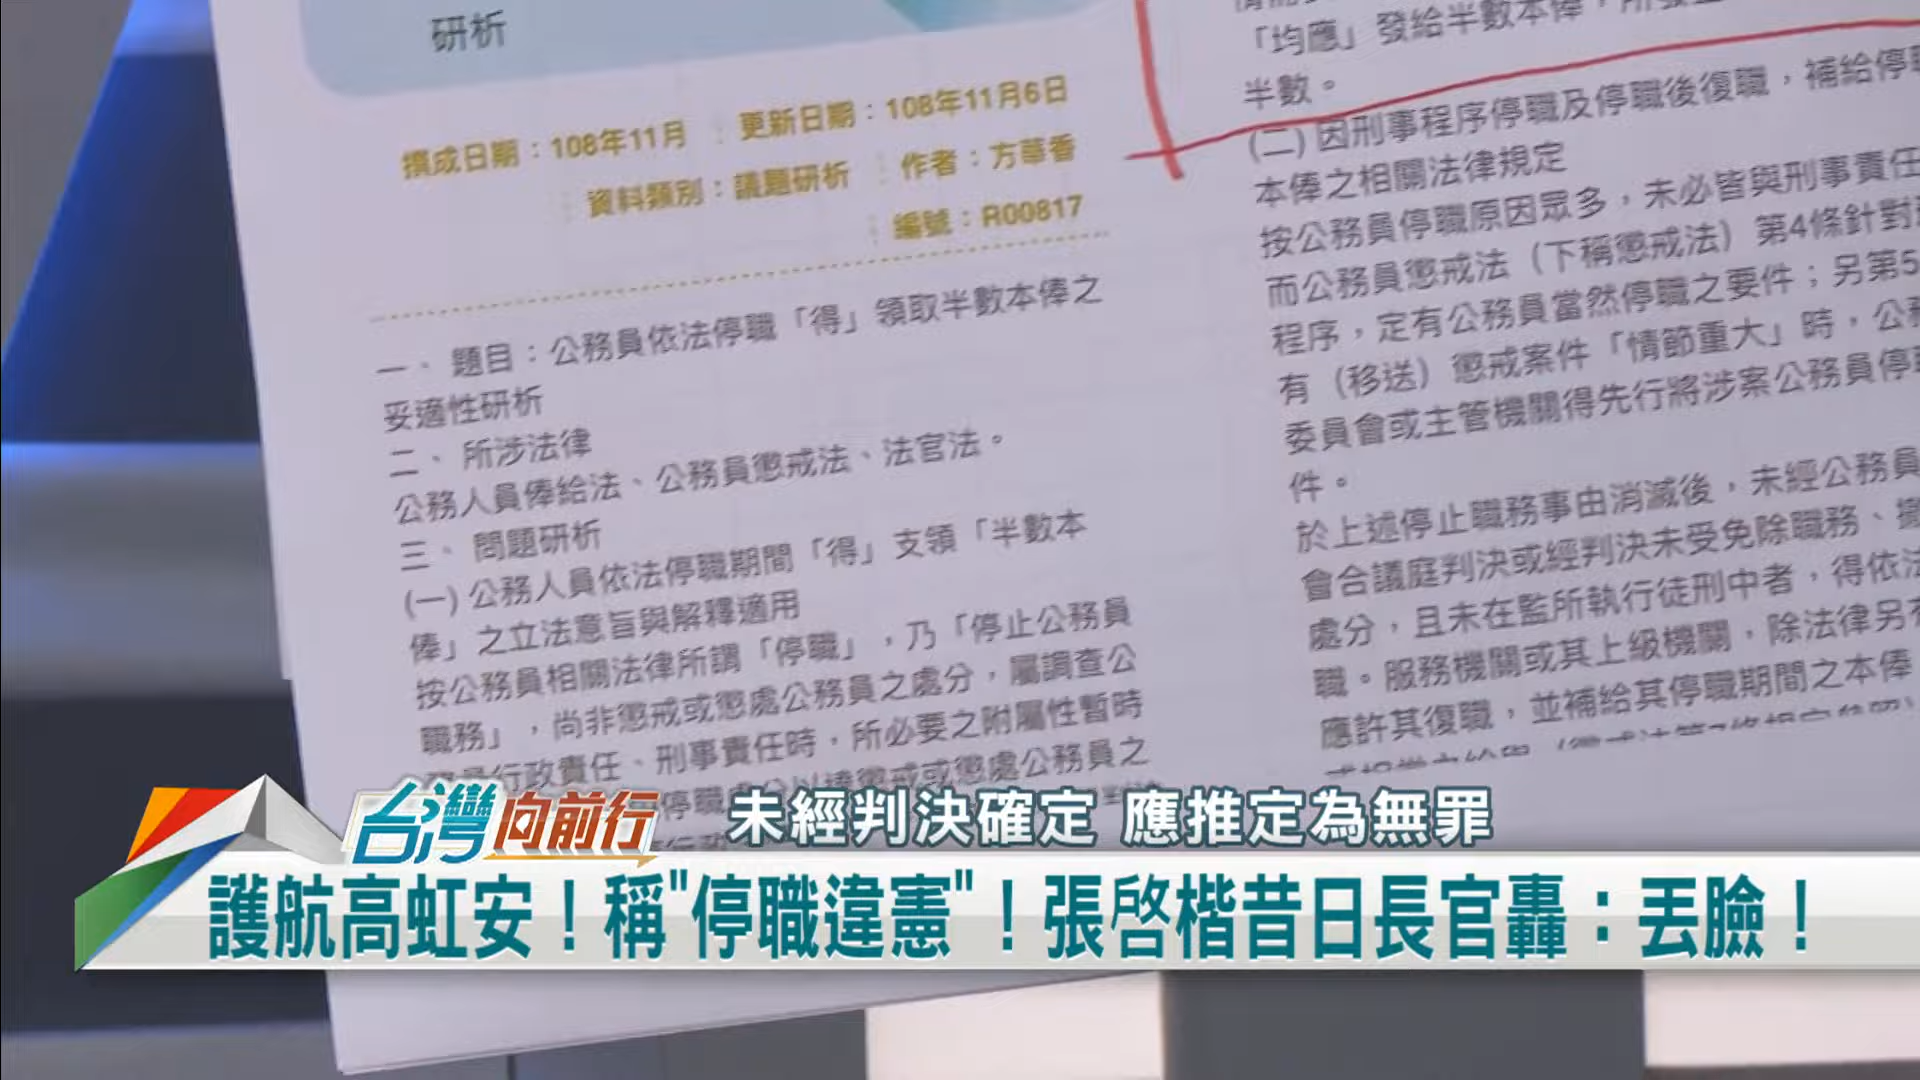 研析
撰成日期：108年11月
更新日期：108年11月6日
資料類別：議題研析
作者：方華香
編號：R00817
一、題目：公務員依法停職「得」領取半數本俸之
妥適性研析
二、所涉法律
公務人員俸給法、公務員懲戒法、法官法。
三、問題研析
(一) 公務人員依法停職期間「得」支領「半數本
俸」之立法意旨與解釋適用
按公務員相關法律所謂「停職」，乃「停止公務員
職務」，尚非懲戒或懲處公務員之處分，屬調查公
行政責任、刑事責任時，所必要之附屬性暫時
停職處分以達懲戒或懲處公務員之
「均應」發給半數本俸，所發
半數。
(二) 因刑事程序停職及停職後復職，補給停職
本俸之相關法律規定
按公務員停職原因眾多，未必皆與刑事責任
而公務員懲戒法（下稱懲戒法）第4條針對
程序，定有公務員當然停職之要件；另第5
有（移送）懲戒案件「情節重大」時，公務
委員會或主管機關得先行將涉案公務員停職
件。
於上述停止職務事由消滅後，未經公務員
會合議庭判決或經判決未受免除職務、撤
處分，且未在監所執行徒刑中者，得依法
職。服務機關或其上級機關，除法律另有
應許其復職，並補給其停職期間之本俸
台灣向前行
未經判決確定 應推定為無罪
護航高虹安！稱"停職違憲"！張啓楷昔日長官轟：丟臉！